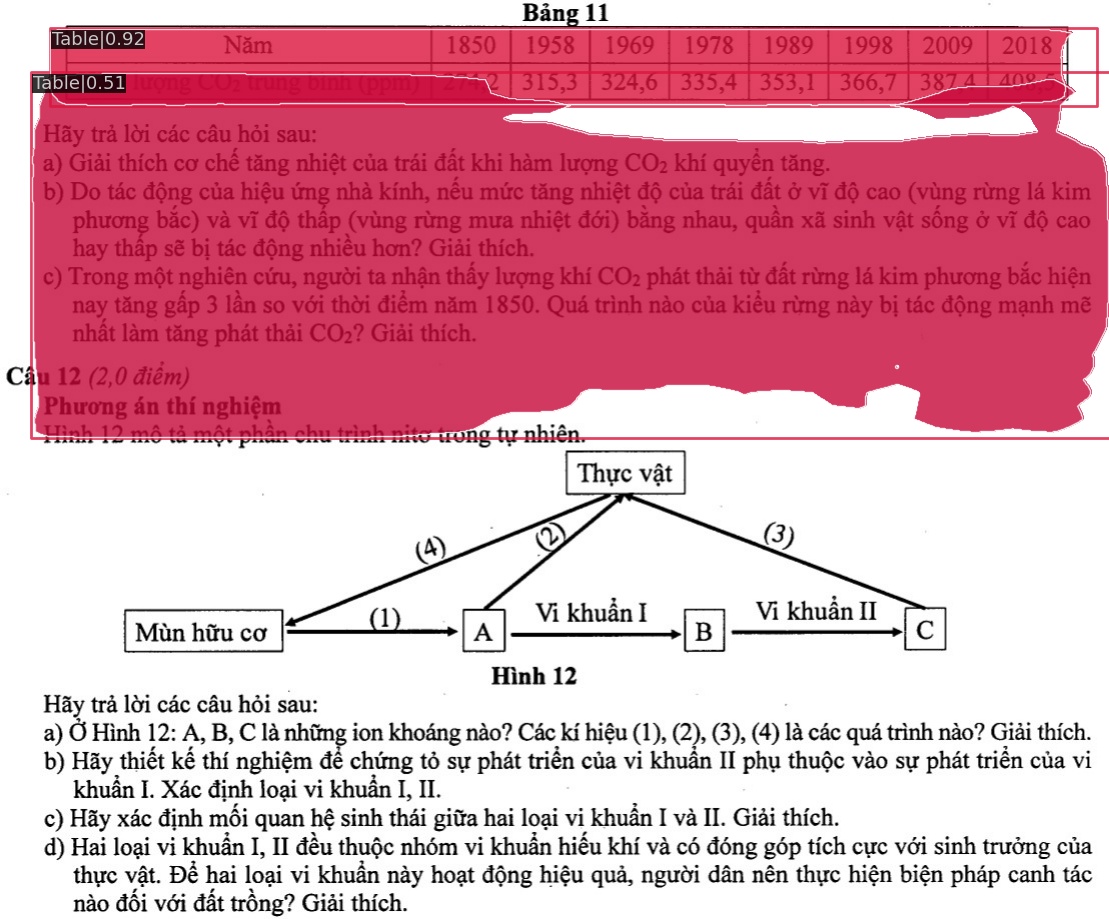 Bảng 11
Table|0.92
Năm 1850 1958 1969 1978 1989 1998 2009 2018
Table|0.51
lượng CO₂ trung bình (ppm) 274,2 315,3 324,6 335,4 353,1 366,7 387,4 408,5
Hãy trả lời các câu hỏi sau:
a) Giải thích cơ chế tăng nhiệt của trái đất khi hàm lượng CO₂ khí quyển tăng.
b) Do tác động của hiệu ứng nhà kính, nếu mức tăng nhiệt độ của trái đất ở vĩ độ cao (vùng rừng lá kim
phương bắc) và vĩ độ thấp (vùng rừng mưa nhiệt đới) bằng nhau, quần xã sinh vật sống ở vĩ độ cao
hay thấp sẽ bị tác động nhiều hơn? Giải thích.
c) Trong một nghiên cứu, người ta nhận thấy lượng khí CO₂ phát thải từ đất rừng lá kim phương bắc hiện
nay tăng gấp 3 lần so với thời điểm năm 1850. Quá trình nào của kiểu rừng này bị tác động mạnh mẽ
nhất làm tăng phát thải CO₂? Giải thích.
Câu 12 (2,0 điểm)
Phương án thí nghiệm
Hình 12 mô tả một phần chu trình nitơ trong tự nhiên.
Thực vật
(4) (2) (3)
Mùn hữu cơ (1) A Vi khuẩn I B Vi khuẩn II C
Hình 12
Hãy trả lời các câu hỏi sau:
a) Ở Hình 12: A, B, C là những ion khoáng nào? Các kí hiệu (1), (2), (3), (4) là các quá trình nào? Giải thích.
b) Hãy thiết kế thí nghiệm để chứng tỏ sự phát triển của vi khuẩn II phụ thuộc vào sự phát triển của vi
khuẩn I. Xác định loại vi khuẩn I, II.
c) Hãy xác định mối quan hệ sinh thái giữa hai loại vi khuẩn I và II. Giải thích.
d) Hai loại vi khuẩn I, II đều thuộc nhóm vi khuẩn hiếu khí và có đóng góp tích cực với sinh trưởng của
thực vật. Để hai loại vi khuẩn này hoạt động hiệu quả, người dân nên thực hiện biện pháp canh tác
nào đối với đất trồng? Giải thích.